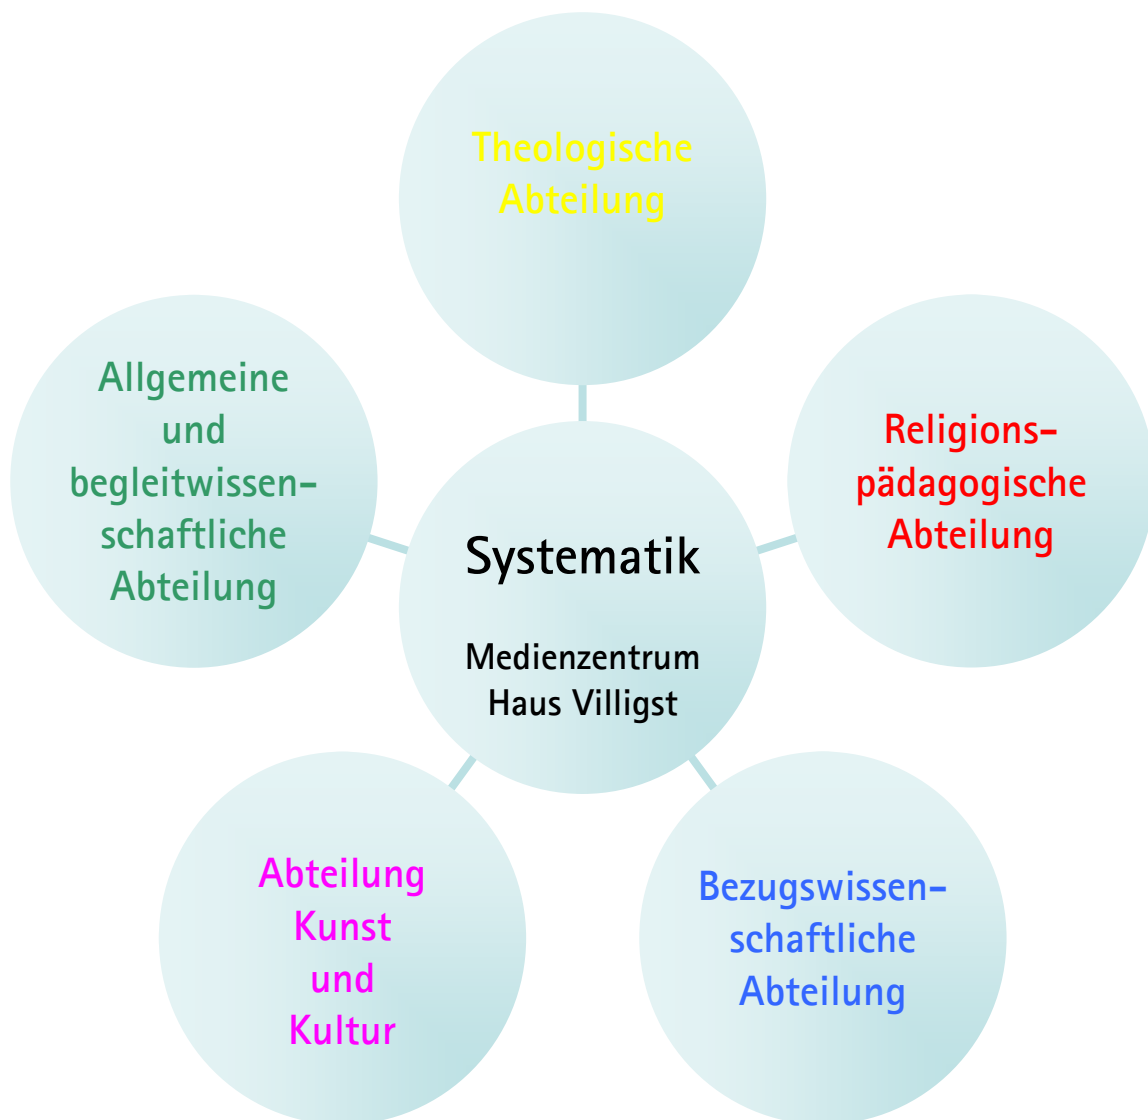 Theologische
Abteilung
Allgemeine
und
begleitwissen-
schaftliche
Abteilung
Religions-
pädagogische
Abteilung
Systematik
Medienzentrum
Haus Villigst
Abteilung
Kunst
und
Kultur
Bezugswissen-
schaftliche
Abteilung